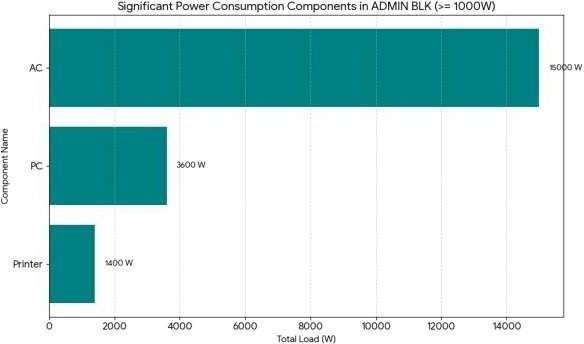 Significant Power Consumption Components in ADMIN BLK (>= 1000W)
Component Name
AC
15000 W
PC
3600 W
Printer
1400 W
0 2000 4000 6000 8000 10000 12000 14000
Total Load (W)